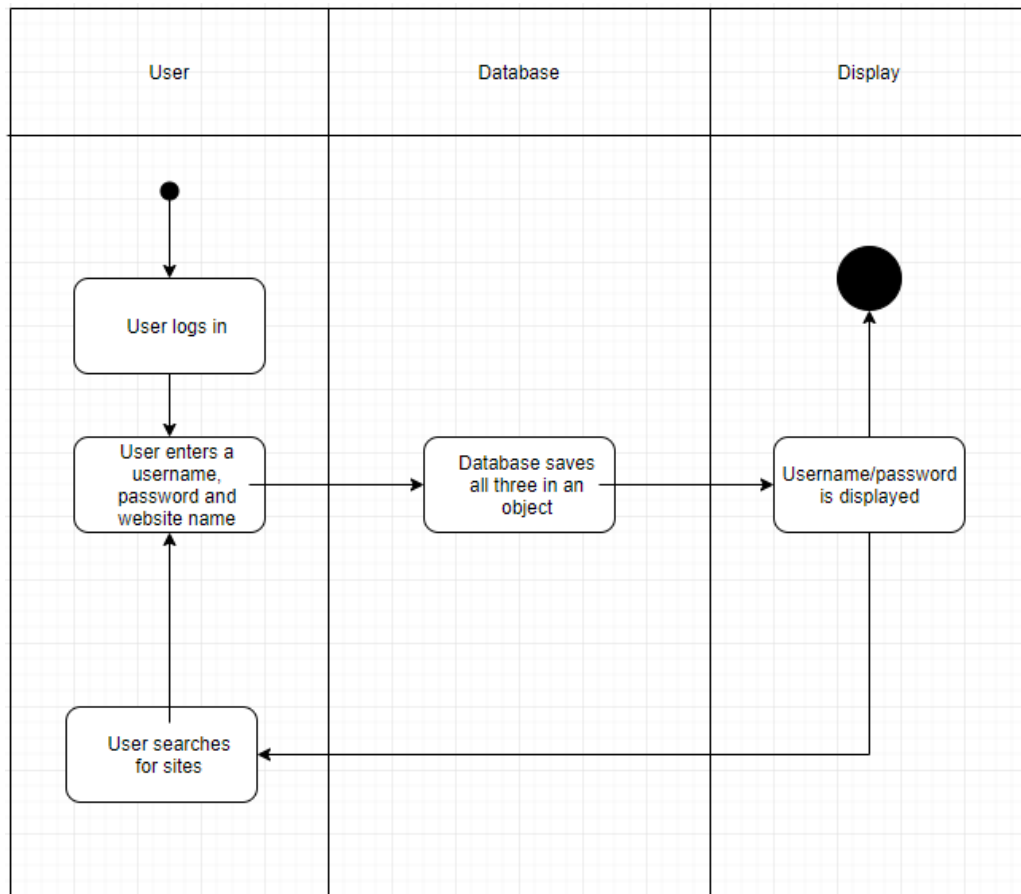 User
Database
Display
User logs in
User enters a
username,
password and
website name
Database saves
all three in an
object
Username/password
is displayed
User searches
for sites